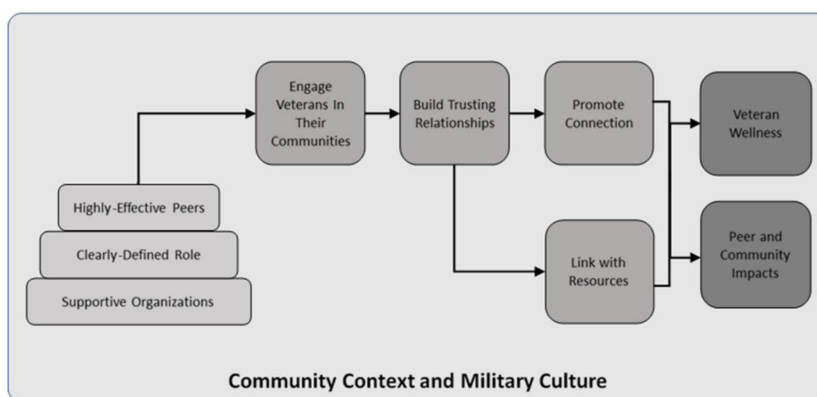 Engage
Veterans In
Their
Communities
Build Trusting
Relationships
Promote
Connection
Veteran
Wellness
Highly-Effective Peers
Clearly-Defined Role
Supportive Organizations
Link with
Resources
Peer and
Community
Impacts
Community Context and Military Culture